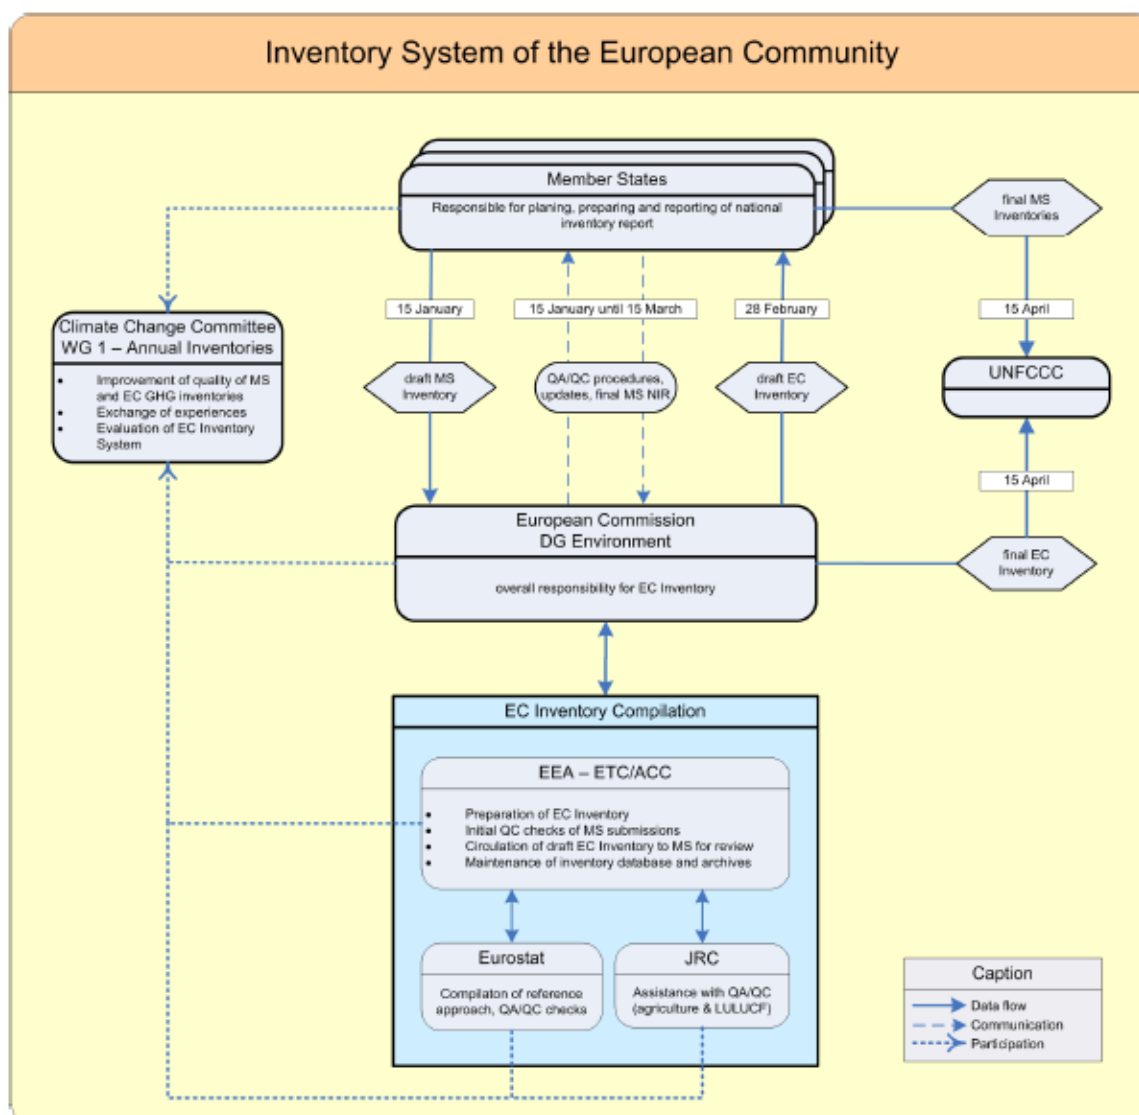 Inventory System of the European Community
Member States
Responsible for planing, preparing and reporting of national
inventory report
final MS
Inventories
15 January
15 January until 15 March
28 February
15 April
Climate Change Committee
WG 1 – Annual Inventories
• Improvement of quality of MS
and EC GHG inventories
• Exchange of experiences
• Evaluation of EC Inventory
System
draft MS
Inventory
QA/QC procedures,
updates, final MS NIR
draft EC
Inventory
UNFCCC
15 April
European Commission
DG Environment
overall responsibility for EC Inventory
final EC
Inventory
EC Inventory Compilation
EEA – ETC/ACC
• Preparation of EC Inventory
• Initial QC checks of MS submissions
• Circulation of draft EC Inventory to MS for review
• Maintenance of inventory database and archives
Eurostat
Compilaton of reference
approach, QA/QC checks
JRC
Assistance with QA/QC
(agriculture & LULUCF)
Caption
Data flow
Communication
Participation